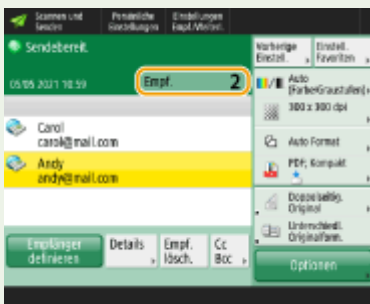 Scannen und
Senden
Persönliche
Einstellungen
Einstellungen
Empf./Weiterl.
Sendebereit.
05/05 2021 10:59
Empf. 2
Carol
carol@mail.com
Andy
andy@mail.com
Empfänger
definieren
Details
Empf.
lösch.
Cc
Bcc
Vorherige
Einstell.
Einstell.
Favoriten
Auto
(Farbe/Graustufen)
300 x 300 dpi
Auto Format
PDF; Kompakt
Doppelseitig.
Original
Unterschiedl.
Originalform.
Optionen